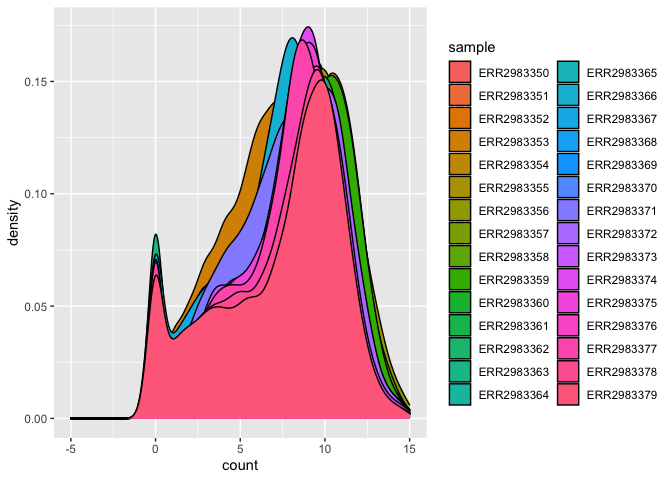 0.15
0.10
0.05
0.00
density
-5 0 5 10 15
count
sample
ERR2983350 ERR2983365
ERR2983351 ERR2983366
ERR2983352 ERR2983367
ERR2983353 ERR2983368
ERR2983354 ERR2983369
ERR2983355 ERR2983370
ERR2983356 ERR2983371
ERR2983357 ERR2983372
ERR2983358 ERR2983373
ERR2983359 ERR2983374
ERR2983360 ERR2983375
ERR2983361 ERR2983376
ERR2983362 ERR2983377
ERR2983363 ERR2983378
ERR2983364 ERR2983379